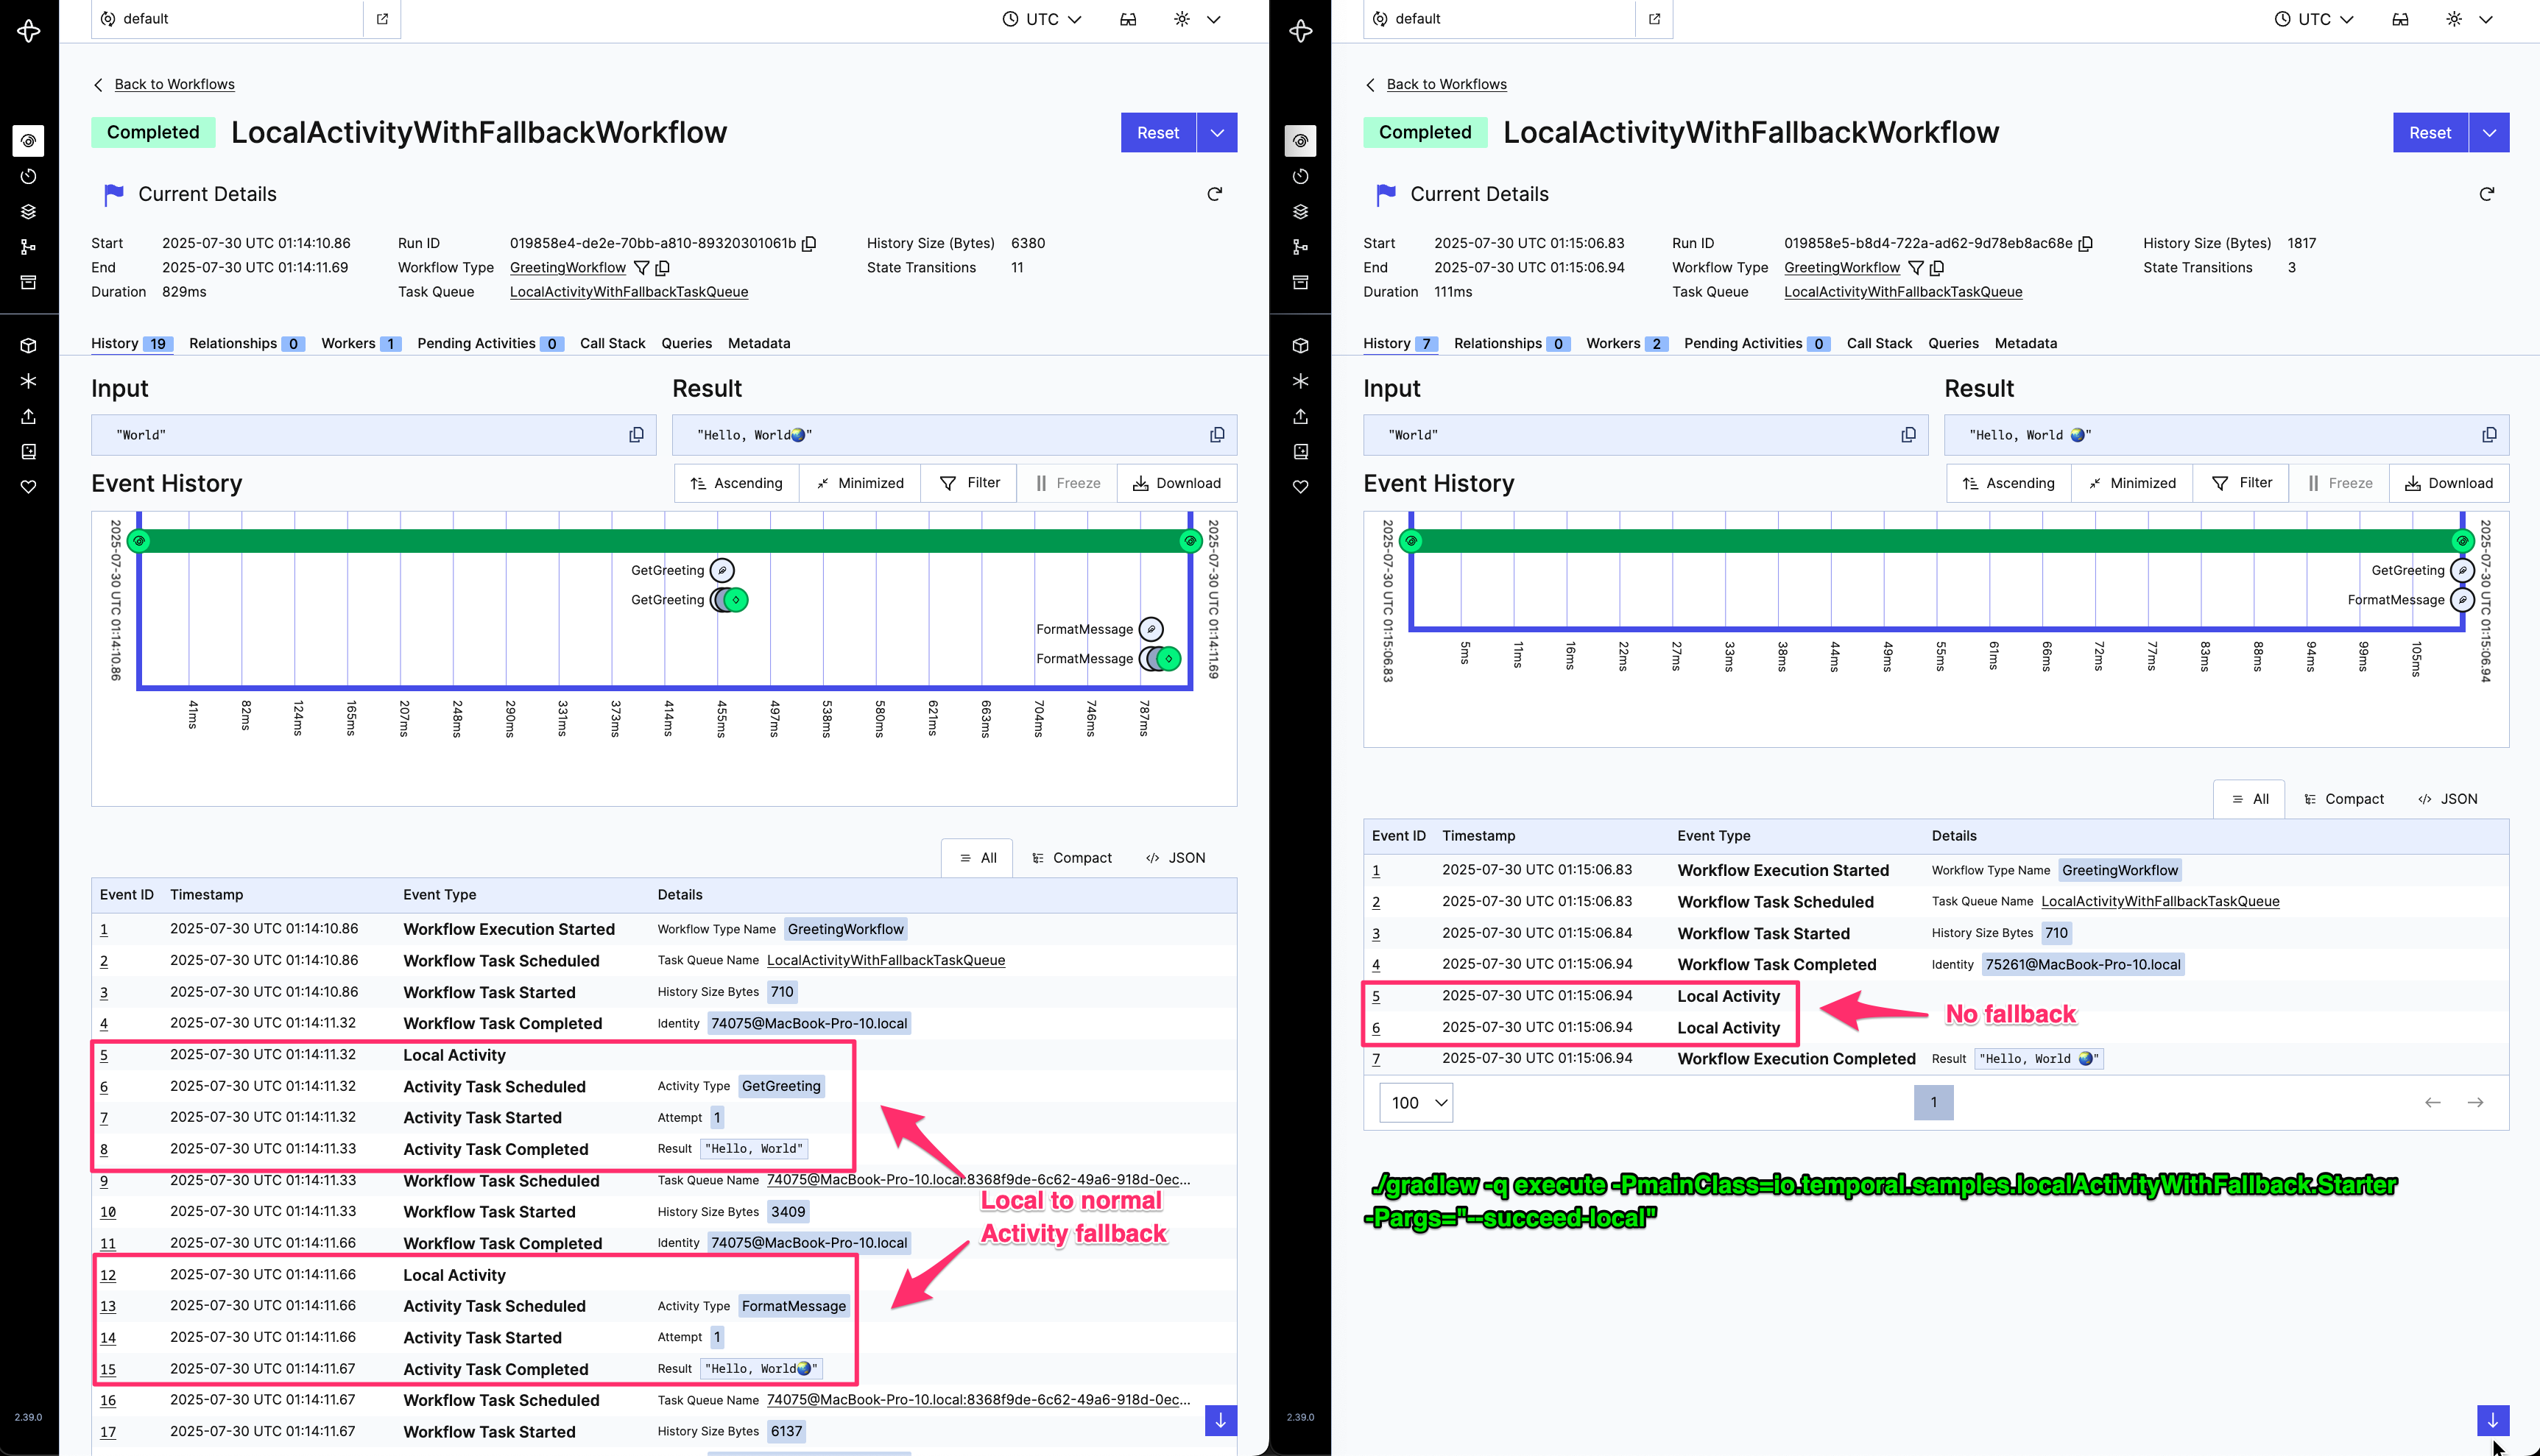 default
UTC
Back to Workflows
Completed LocalActivityWithFallbackWorkflow
Reset
Current Details
Start 2025-07-30 UTC 01:14:10.86 Run ID 019858e4-de2e-70bb-a810-89320301061b History Size (Bytes) 6380
End 2025-07-30 UTC 01:14:11.69 Workflow Type GreetingWorkflow State Transitions 11
Duration 829ms Task Queue LocalActivityWithFallbackTaskQueue
History 19 Relationships 0 Workers 1 Pending Activities 0 Call Stack Queries Metadata
Input Result
"World" "Hello, World🌏"
Event History Ascending Minimized Filter Freeze Download
2025-07-30 UTC 01:14:10.86
GetGreeting
GetGreeting
FormatMessage
FormatMessage
2025-07-30 UTC 01:14:11.69
41ms 82ms 124ms 165ms 207ms 248ms 290ms 331ms 373ms 414ms 455ms 497ms 538ms 580ms 621ms 663ms 704ms 746ms 787ms
All Compact JSON
Event ID Timestamp Event Type Details
1 2025-07-30 UTC 01:14:10.86 Workflow Execution Started Workflow Type Name GreetingWorkflow
2 2025-07-30 UTC 01:14:10.86 Workflow Task Scheduled Task Queue Name LocalActivityWithFallbackTaskQueue
3 2025-07-30 UTC 01:14:10.86 Workflow Task Started History Size Bytes 710
4 2025-07-30 UTC 01:14:11.32 Workflow Task Completed Identity 74075@MacBook-Pro-10.local
5 2025-07-30 UTC 01:14:11.32 Local Activity
6 2025-07-30 UTC 01:14:11.32 Activity Task Scheduled Activity Type GetGreeting
7 2025-07-30 UTC 01:14:11.32 Activity Task Started Attempt 1
8 2025-07-30 UTC 01:14:11.33 Activity Task Completed Result "Hello, World"
9 2025-07-30 UTC 01:14:11.33 Workflow Task Scheduled Task Queue Name 74075@MacBook-Pro-10.local:8368f9de-6c62-49a6-918d-0ec...
10 2025-07-30 UTC 01:14:11.33 Workflow Task Started History Size Bytes 3409
11 2025-07-30 UTC 01:14:11.66 Workflow Task Completed Identity 74075@MacBook-Pro-10.local
Local to normal
Activity fallback
12 2025-07-30 UTC 01:14:11.66 Local Activity
13 2025-07-30 UTC 01:14:11.66 Activity Task Scheduled Activity Type FormatMessage
14 2025-07-30 UTC 01:14:11.66 Activity Task Started Attempt 1
15 2025-07-30 UTC 01:14:11.67 Activity Task Completed Result "Hello, World🌏"
16 2025-07-30 UTC 01:14:11.67 Workflow Task Scheduled Task Queue Name 74075@MacBook-Pro-10.local:8368f9de-6c62-49a6-918d-0ec...
17 2025-07-30 UTC 01:14:11.67 Workflow Task Started History Size Bytes 6137
2.39.0
default
UTC
Back to Workflows
Completed LocalActivityWithFallbackWorkflow
Reset
Current Details
Start 2025-07-30 UTC 01:15:06.83 Run ID 019858e5-b8d4-722a-ad62-9d78eb8ac68e History Size (Bytes) 1817
End 2025-07-30 UTC 01:15:06.94 Workflow Type GreetingWorkflow State Transitions 3
Duration 111ms Task Queue LocalActivityWithFallbackTaskQueue
History 7 Relationships 0 Workers 2 Pending Activities 0 Call Stack Queries Metadata
Input Result
"World" "Hello, World 🌏"
Event History Ascending Minimized Filter Freeze Download
2025-07-30 UTC 01:15:06.83
GetGreeting
FormatMessage
2025-07-30 UTC 01:15:06.94
5ms 11ms 16ms 22ms 27ms 33ms 38ms 44ms 49ms 55ms 61ms 66ms 72ms 77ms 83ms 88ms 94ms 99ms 105ms
All Compact JSON
Event ID Timestamp Event Type Details
1 2025-07-30 UTC 01:15:06.83 Workflow Execution Started Workflow Type Name GreetingWorkflow
2 2025-07-30 UTC 01:15:06.83 Workflow Task Scheduled Task Queue Name LocalActivityWithFallbackTaskQueue
3 2025-07-30 UTC 01:15:06.84 Workflow Task Started History Size Bytes 710
4 2025-07-30 UTC 01:15:06.94 Workflow Task Completed Identity 75261@MacBook-Pro-10.local
5 2025-07-30 UTC 01:15:06.94 Local Activity
6 2025-07-30 UTC 01:15:06.94 Local Activity
No fallback
7 2025-07-30 UTC 01:15:06.94 Workflow Execution Completed Result "Hello, World 🌏"
100 1
./gradlew -q execute -PmainClass=io.temporal.samples.localActivityWithFallback.Starter
-Pargs="--succeed-local"
2.39.0